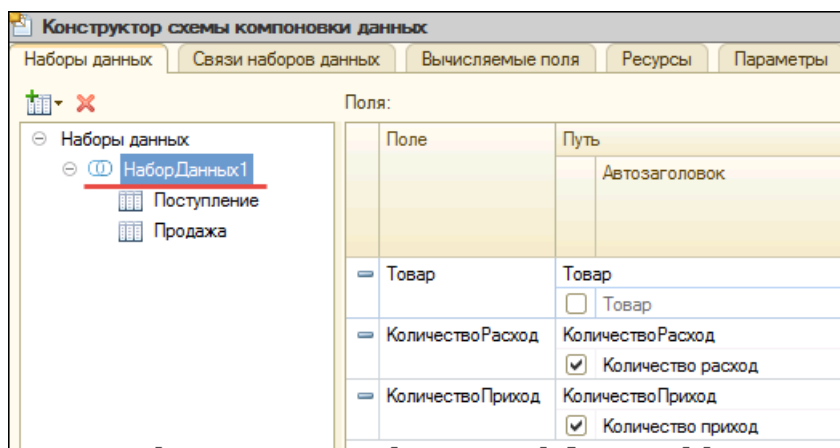 Конструктор схемы компоновки данных
Наборы данных Связи наборов данных Вычисляемые поля Ресурсы Параметры
Поля:
Наборы данных
НаборДанных1
Поступление
Продажа
Поле Путь
Автозаголовок
Товар Товар
Товар
КоличествоРасход КоличествоРасход
Количество расход
КоличествоПриход КоличествоПриход
Количество приход